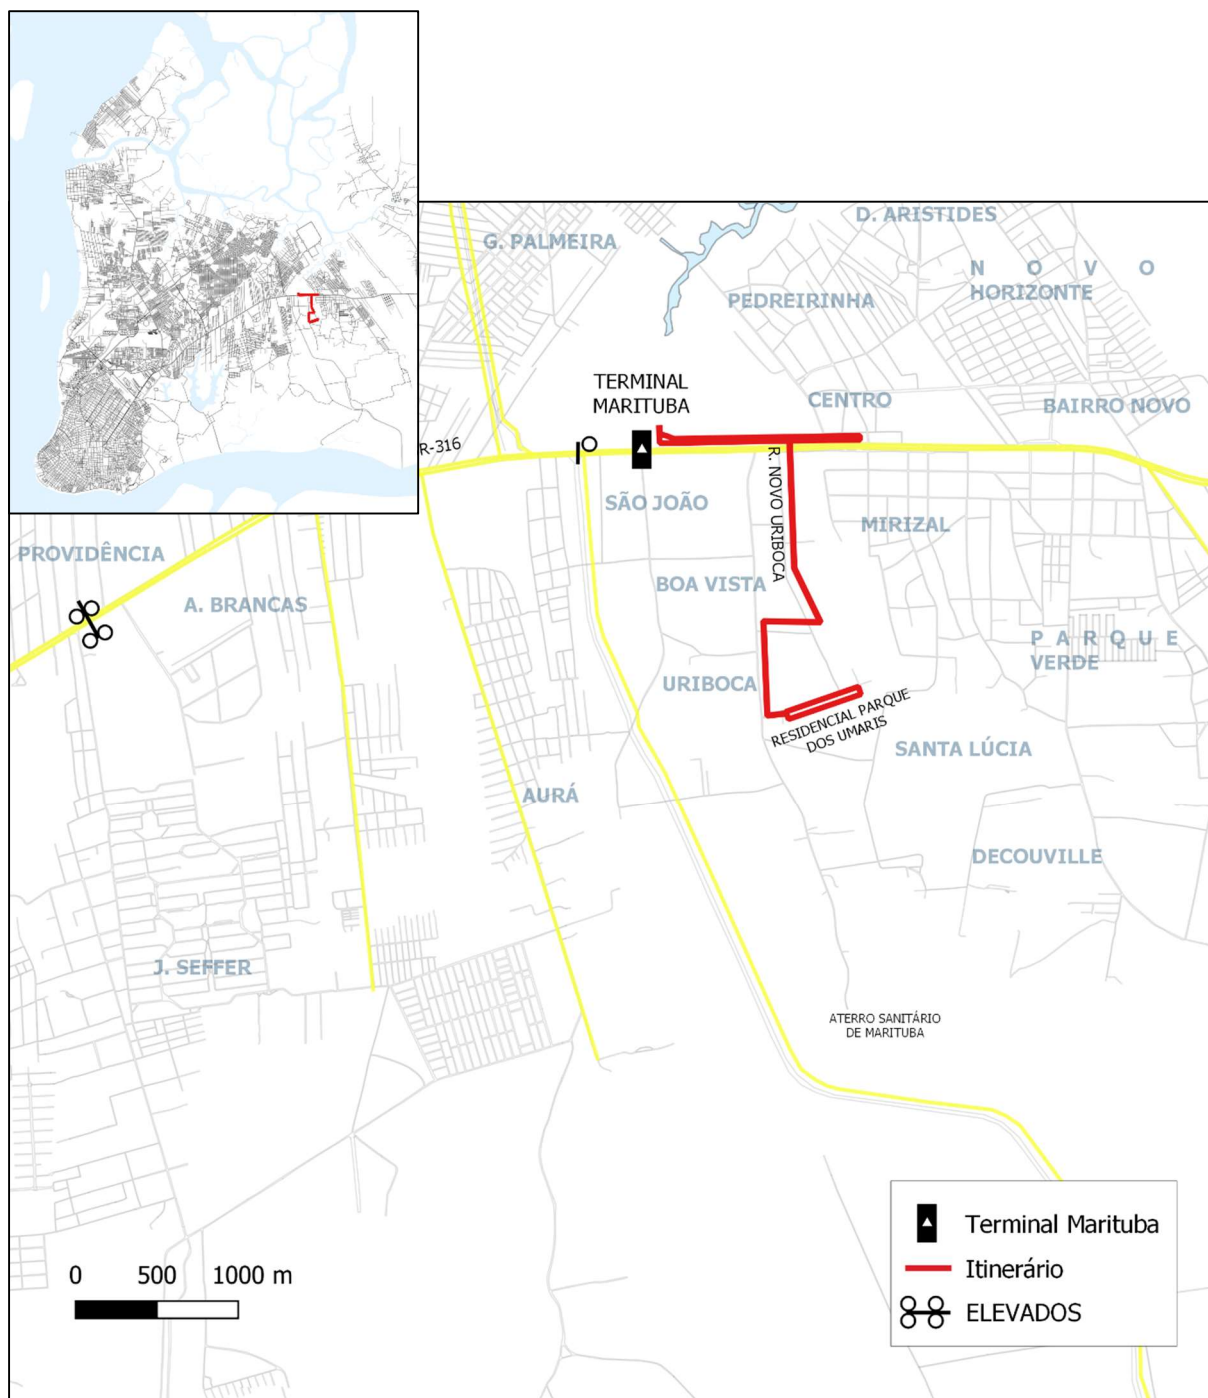 G. PALMEIRA
D. ARISTIDES
N O V O
HORIZONTE
PEDREIRINHA
TERMINAL
MARITUBA
CENTRO
BAIRRO NOVO
R-316
R. NOVO URIBOCA
SÃO JOÃO
MIRIZAL
PROVIDÊNCIA
A. BRANCAS
BOA VISTA
P A R Q U E
VERDE
URIBOCA
RESIDENCIAL PARQUE
DOS UMARIS
SANTA LÚCIA
AURÁ
DECOUVILLE
J. SEFFER
ATERRO SANITÁRIO
DE MARITUBA
0 500 1000 m
Terminal Marituba
Itinerário
ELEVADOS